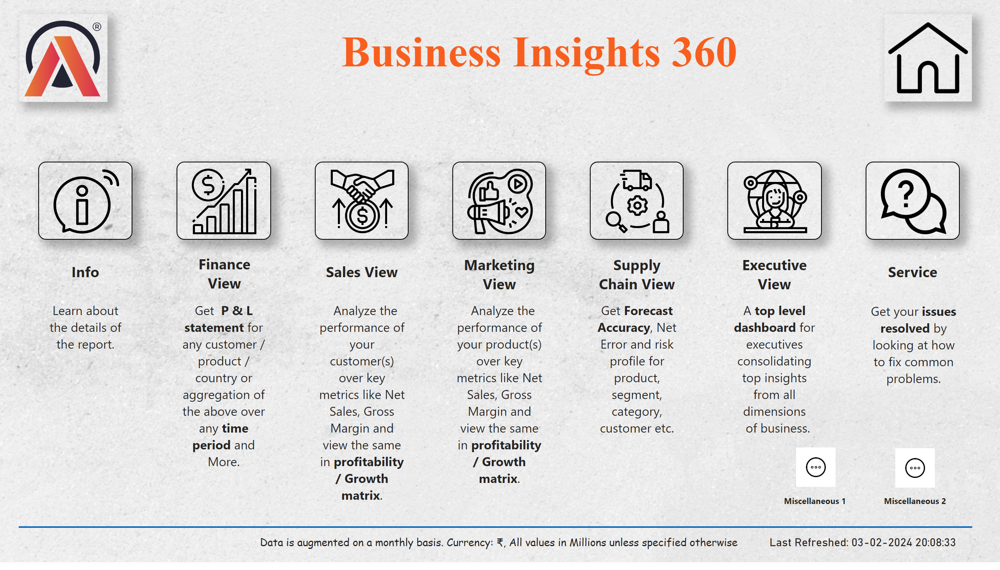 ®
Business Insights 360
Info
Learn about
the details of
the report.
Finance
View
Get P & L
statement for
any customer /
product /
country or
aggregation of
the above over
any time
period and
More.
Sales View
Analyze the
performance of
your
customer(s)
over key
metrics like Net
Sales, Gross
Margin and
view the same
in profitability
/ Growth
matrix.
Marketing
View
Analyze the
performance of
your product(s)
over key
metrics like Net
Sales, Gross
Margin and
view the same
in profitability
/ Growth
matrix.
Supply
Chain View
Get Forecast
Accuracy, Net
Error and risk
profile for
product,
segment,
category,
customer etc.
Executive
View
A top level
dashboard for
executives
consolidating
top insights
from all
dimensions
of business.
Service
Get your issues
resolved by
looking at how
to fix common
problems.
Miscellaneous 1
Miscellaneous 2
Data is augmented on a monthly basis. Currency: ₹, All values in Millions unless specified otherwise
Last Refreshed: 03-02-2024 20:08:33